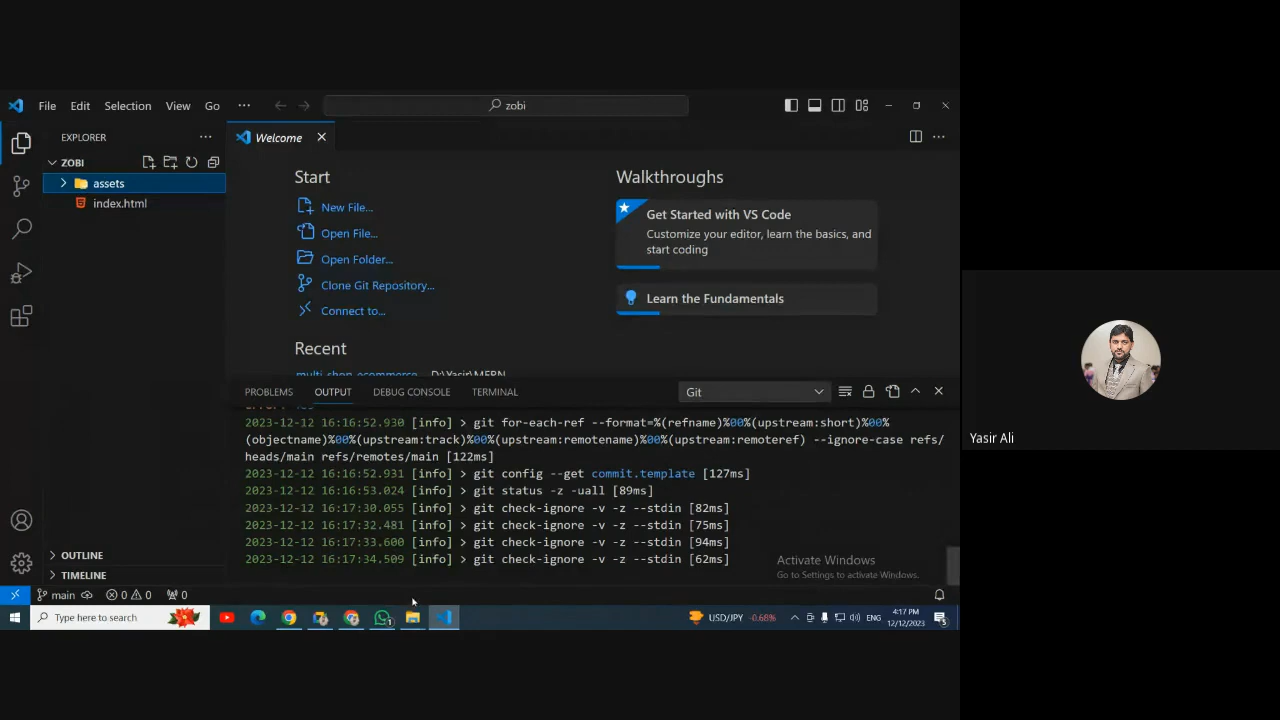 File Edit Selection View Go ··· zobi
EXPLORER ···
Welcome
ZOBI
assets
index.html
Start
New File...
Open File...
Open Folder...
Clone Git Repository...
Connect to...
Recent
multi-shop-ecommerce D:\Yasir\MERN
Walkthroughs
Get Started with VS Code
Customize your editor, learn the basics, and
start coding
Learn the Fundamentals
PROBLEMS OUTPUT DEBUG CONSOLE TERMINAL Git
2023-12-12 16:16:52.930 [info] > git for-each-ref --format=%(refname)%00%(upstream:short)%00%
(objectname)%00%(upstream:track)%00%(upstream:remotename)%00%(upstream:remoteref) --ignore-case refs/
heads/main refs/remotes/main [122ms]
2023-12-12 16:16:52.931 [info] > git config --get commit.template [127ms]
2023-12-12 16:16:53.024 [info] > git status -z -uall [89ms]
2023-12-12 16:17:30.055 [info] > git check-ignore -v -z --stdin [82ms]
2023-12-12 16:17:32.481 [info] > git check-ignore -v -z --stdin [75ms]
2023-12-12 16:17:33.600 [info] > git check-ignore -v -z --stdin [94ms]
2023-12-12 16:17:34.509 [info] > git check-ignore -v -z --stdin [62ms]
Activate Windows
Go to Settings to activate Windows.
OUTLINE
TIMELINE
main 0 0 0
Type here to search
1
USD/JPY -0.68%
ENG
4:17 PM
12/12/2023
5
Yasir Ali